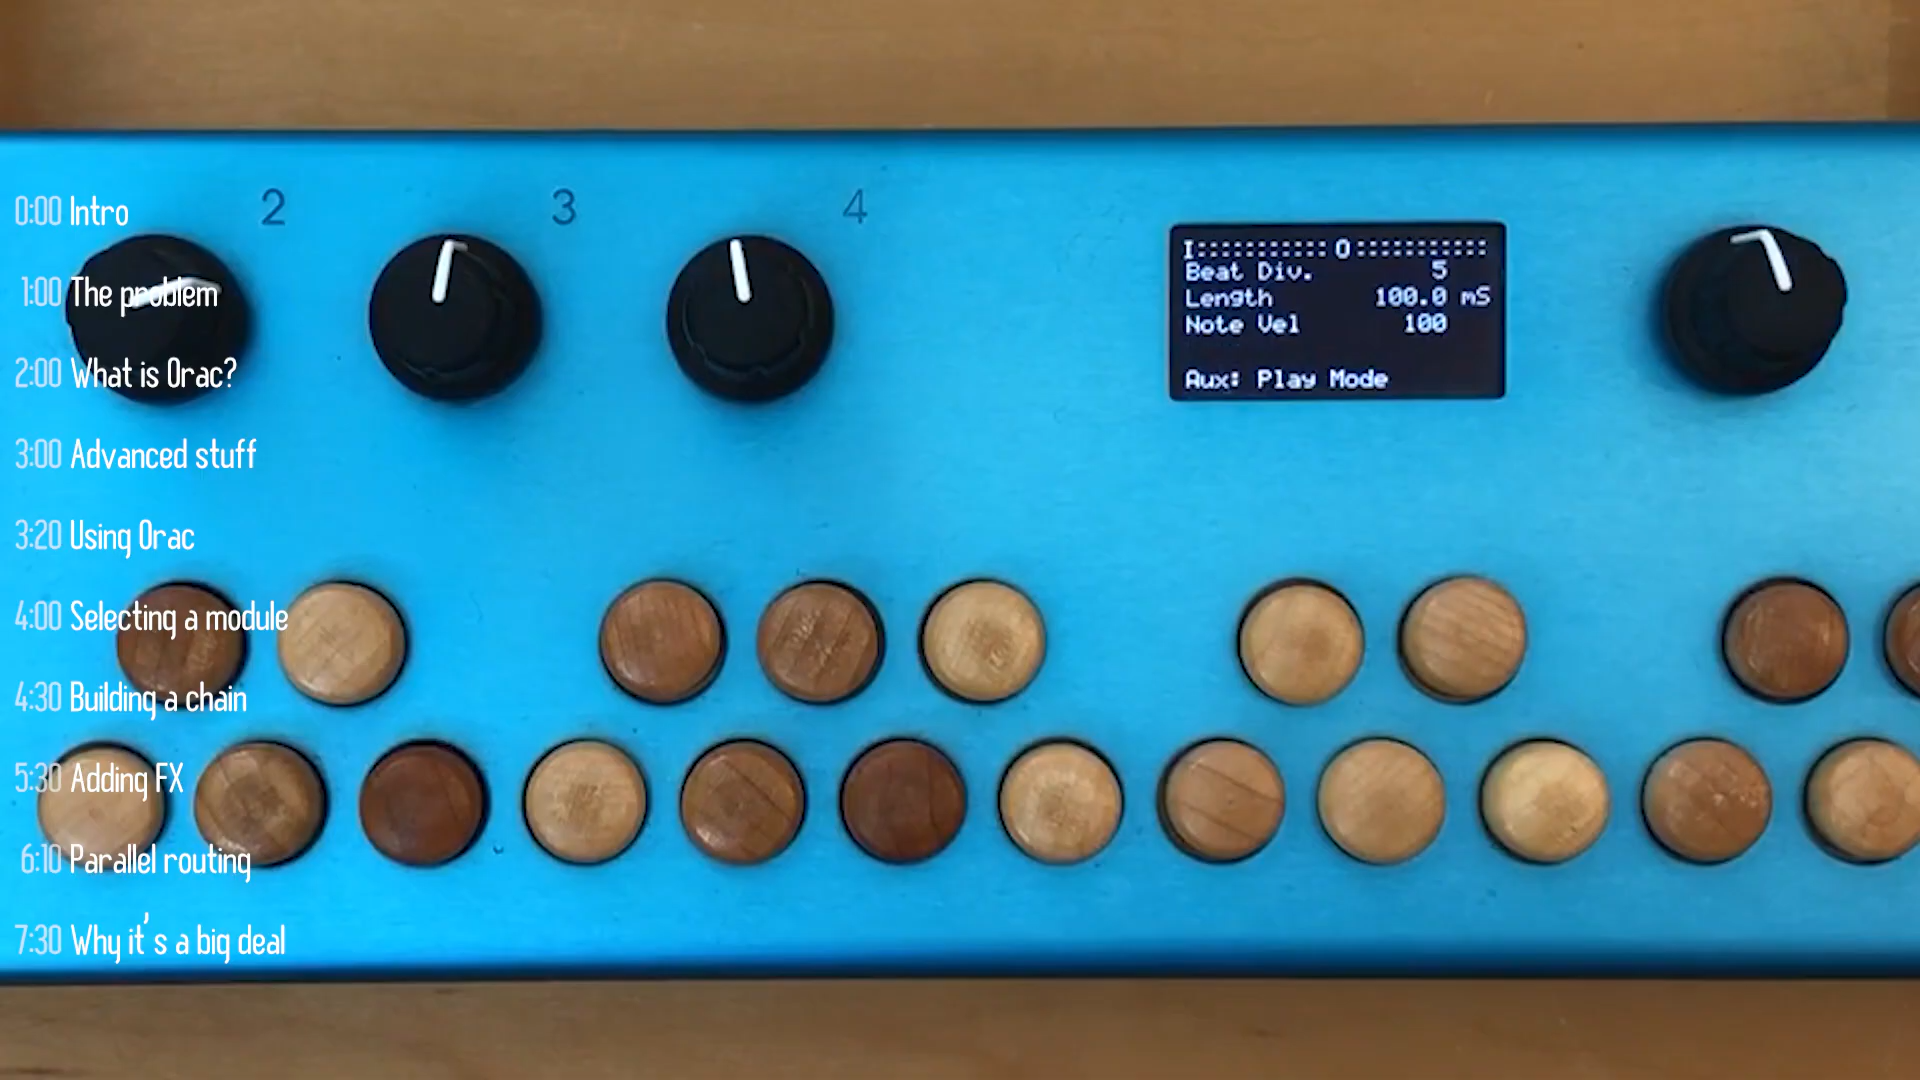 2 3 4
0:00 Intro
1:00 The problem
2:00 What is Orac?
3:00 Advanced stuff
3:20 Using Orac
4:00 Selecting a module
4:30 Building a chain
5:30 Adding FX
6:10 Parallel routing
7:30 Why it's a big deal
I::::::::::O::::::::::
Beat Div. 5
Length 100.0 mS
Note Vel 100
Aux: Play Mode